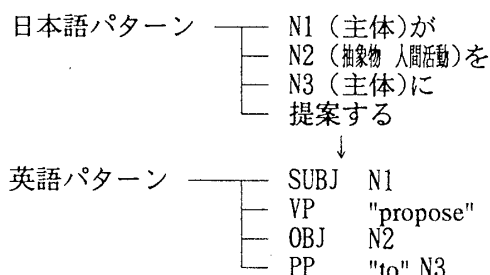 日本語パターン N1 (主体)が
N2 (抽象物 人間活動)を
N3 (主体)に
提案する
↓
英語パターン SUBJ N1
VP "propose"
OBJ N2
PP "to" N3